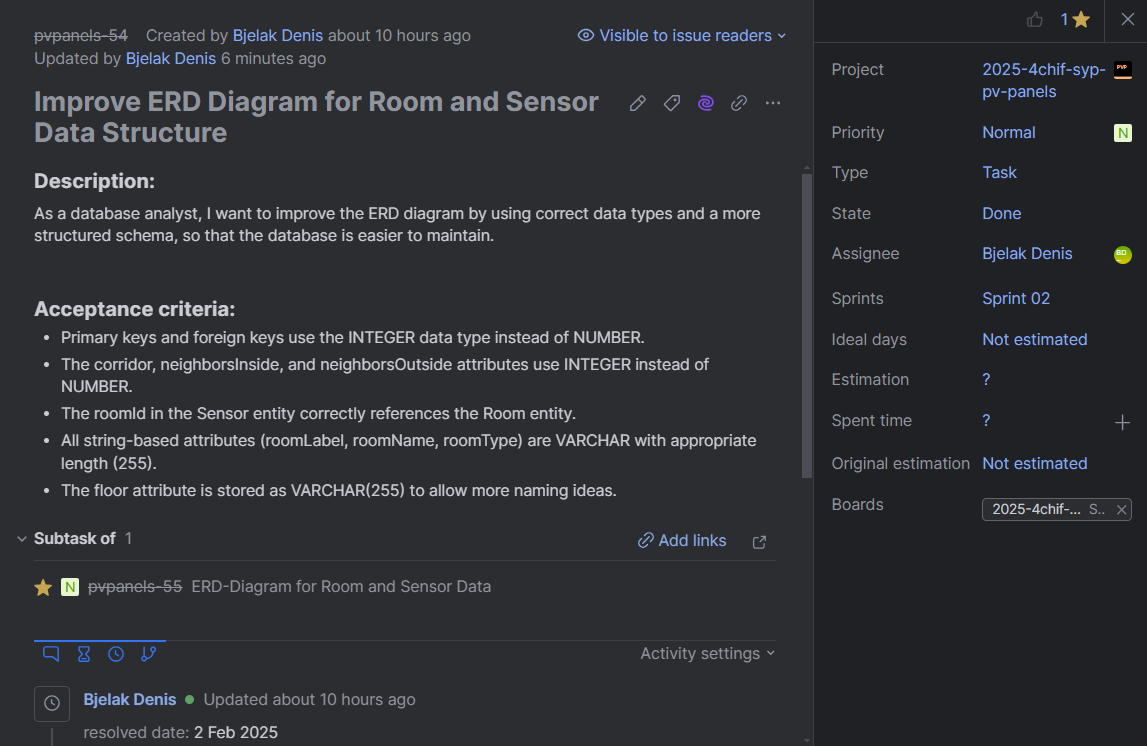 pvpanels-54 Created by Bjelak Denis about 10 hours ago
Visible to issue readers
Updated by Bjelak Denis 6 minutes ago
Improve ERD Diagram for Room and Sensor
Data Structure
Description:
As a database analyst, I want to improve the ERD diagram by using correct data types and a more
structured schema, so that the database is easier to maintain.
Acceptance criteria:
• Primary keys and foreign keys use the INTEGER data type instead of NUMBER.
• The corridor, neighborsInside, and neighborsOutside attributes use INTEGER instead of
NUMBER.
• The roomId in the Sensor entity correctly references the Room entity.
• All string-based attributes (roomLabel, roomName, roomType) are VARCHAR with appropriate
length (255).
• The floor attribute is stored as VARCHAR(255) to allow more naming ideas.
Subtask of 1
Add links
N pvpanels-55 ERD-Diagram for Room and Sensor Data
Activity settings
Bjelak Denis Updated about 10 hours ago
resolved date: 2 Feb 2025
1
Project 2025-4chif-syp-
pv-panels
PVP
Priority Normal N
Type Task
State Done
Assignee Bjelak Denis BD
Sprints Sprint 02
Ideal days Not estimated
Estimation ?
Spent time ?
Original estimation Not estimated
Boards 2025-4chif-... S..